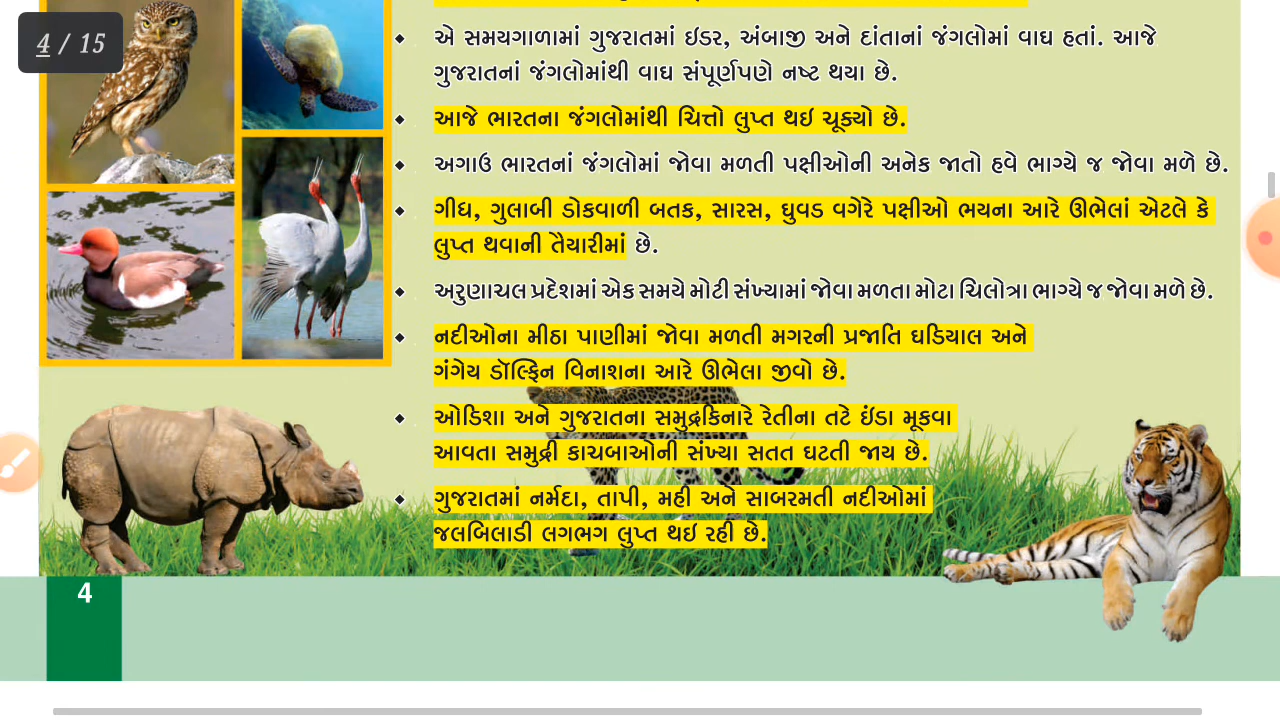 4 / 15
એ સમયગાળામાં ગુજરાતમાં ઇડર, અંબાજી અને દાંતાનાં જંગલોમાં વાઘ હતાં. આજે
ગુજરાતનાં જંગલોમાંથી વાઘ સંપૂર્ણપણે નષ્ટ થયા છે.
આજે ભારતના જંગલોમાંથી ચિત્તો લુપ્ત થઇ ચૂક્યો છે.
અગાઉ ભારતનાં જંગલોમાં જોવા મળતી પક્ષીઓની અનેક જાતો હવે ભાગ્યે જ જોવા મળે છે.
ગીધ, ગુલાબી ડોકવાળી બતક, સારસ, ઘુવડ વગેરે પક્ષીઓ ભયના આરે ઊભેલાં એટલે કે
લુપ્ત થવાની તૈયારીમાં છે.
અરુણાચલ પ્રદેશમાં એક સમયે મોટી સંખ્યામાં જોવા મળતા મોટા ચિલોત્રા ભાગ્યે જ જોવા મળે છે.
નદીઓના મીઠા પાણીમાં જોવા મળતી મગરની પ્રજાતિ ઘડિયાલ અને
ગંગેય ડૉલ્ફિન વિનાશના આરે ઊભેલા જીવો છે.
ઓડિશા અને ગુજરાતના સમુદ્રકિનારે રેતીના તટે ઈંડા મૂકવા
આવતા સમુદ્રી કાચબાઓની સંખ્યા સતત ઘટતી જાય છે.
ગુજરાતમાં નર્મદા, તાપી, મહી અને સાબરમતી નદીઓમાં
જલબિલાડી લગભગ લુપ્ત થઇ રહી છે.
4